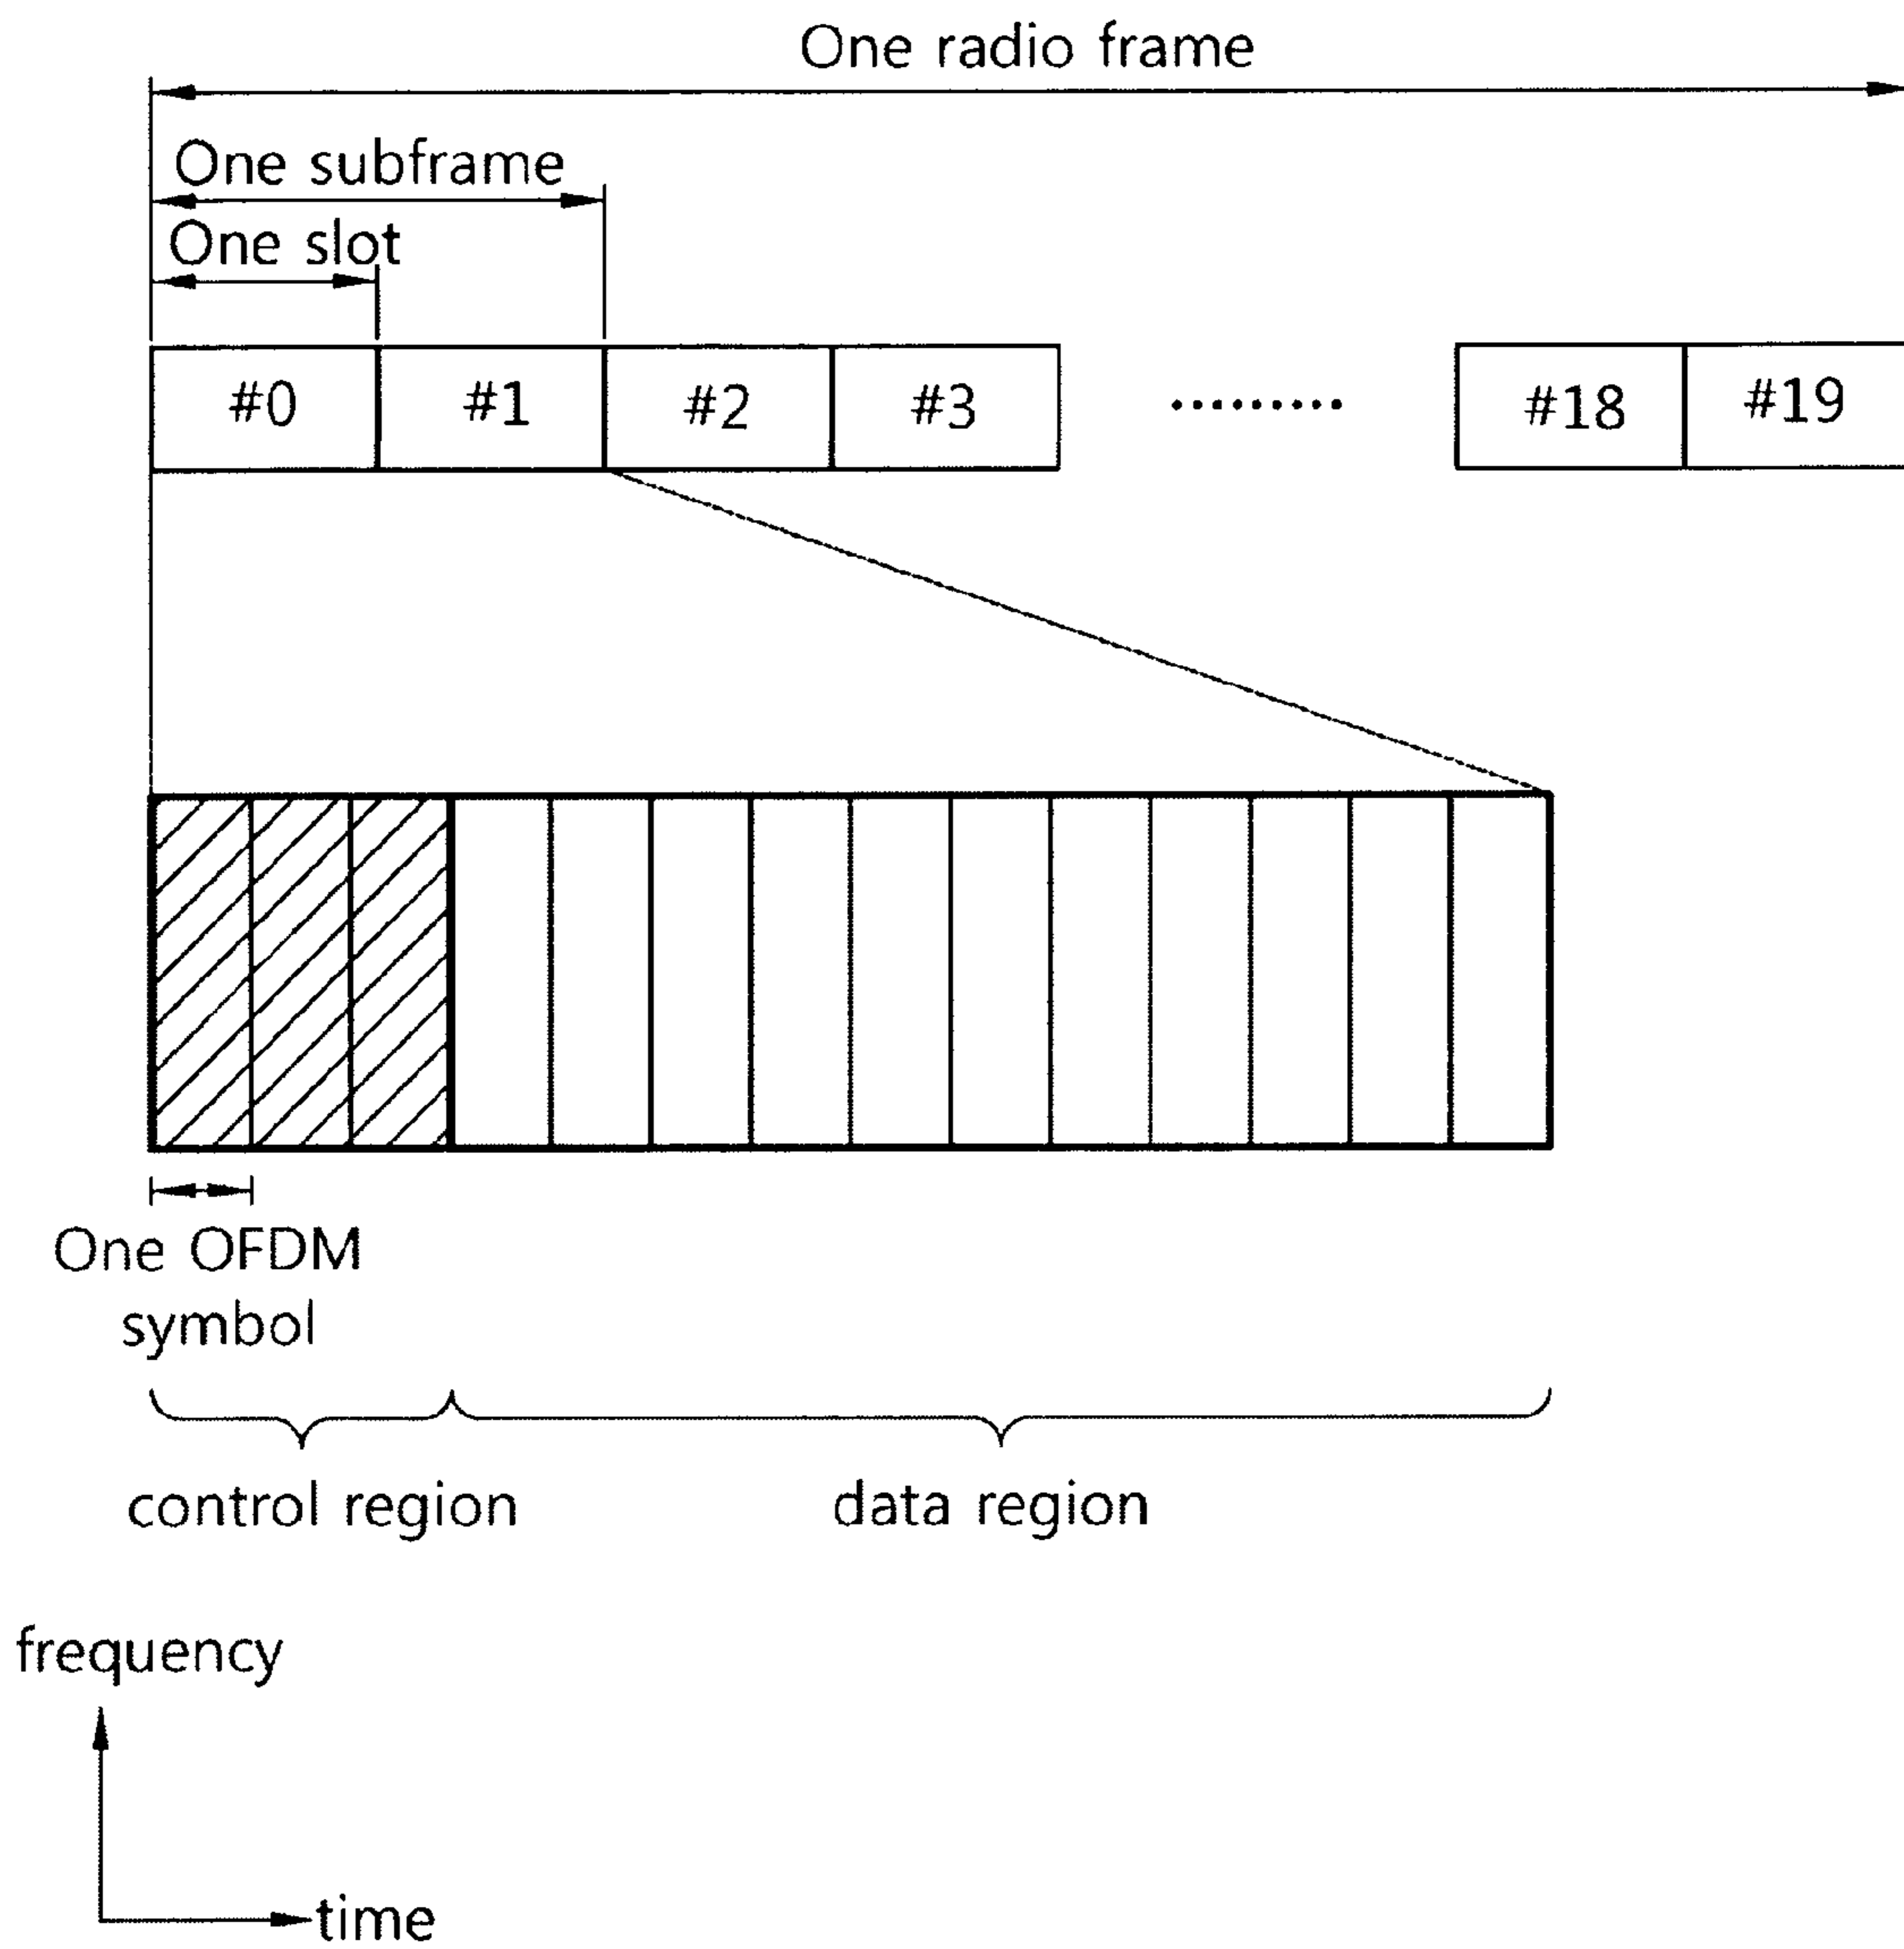 One radio frame
One subframe
One slot
#0 #1 #2 #3 ......... #18 #19
One OFDM
symbol
control region data region
frequency
time